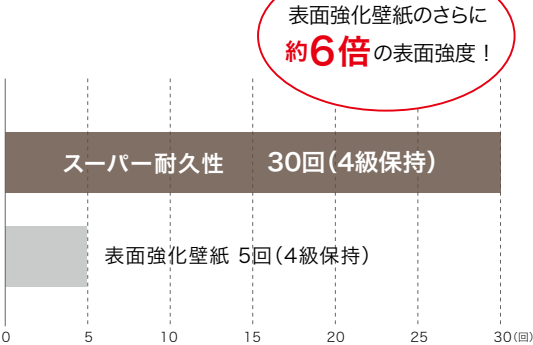 表面強化壁紙のさらに
約6倍の表面強度！
スーパー耐久性 30回(4級保持)
表面強化壁紙 5回(4級保持)
0 5 10 15 20 25 30(回)